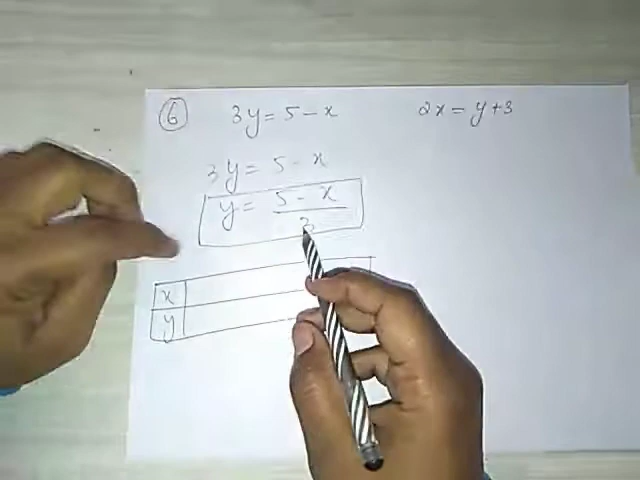 6 3y = 5 - x 2x = y + 3
3y = 5 - x
y = 5 - x / 3
x
y